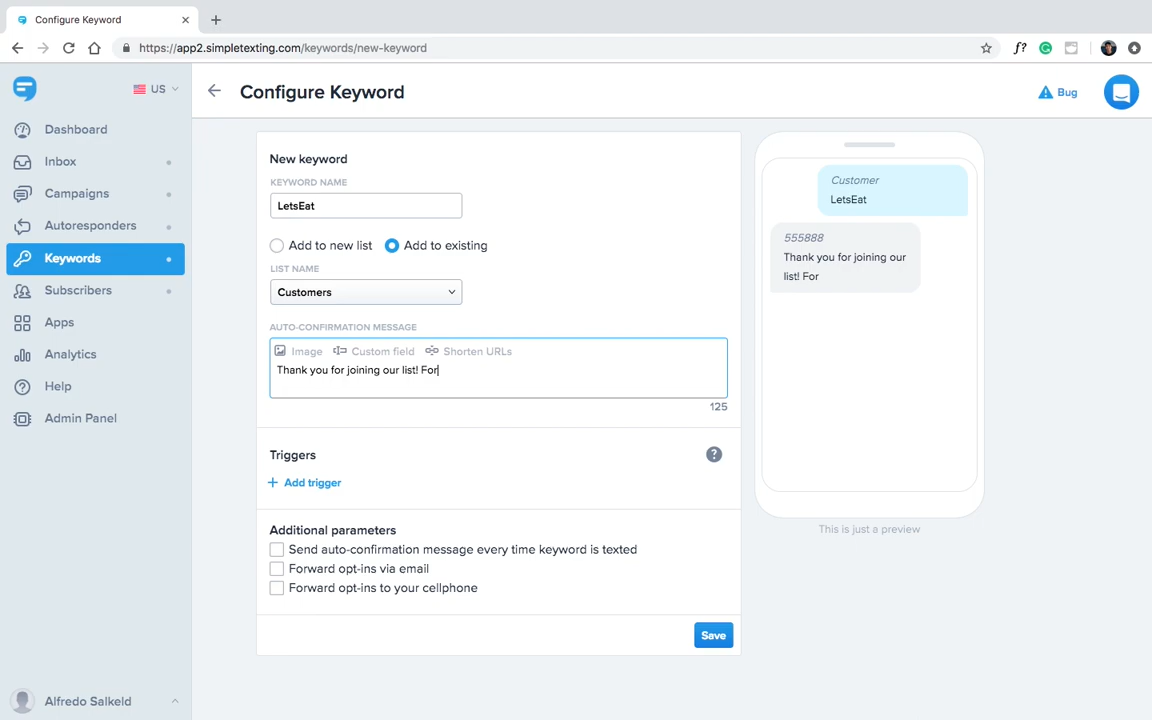 Configure Keyword
https://app2.simpletexting.com/keywords/new-keyword
f?
US
Configure Keyword
Bug
Dashboard
Inbox
Campaigns
Autoresponders
Keywords
Subscribers
Apps
Analytics
Help
Admin Panel
Alfredo Salkeld
New keyword
KEYWORD NAME
LetsEat
Add to new list Add to existing
LIST NAME
Customers
AUTO-CONFIRMATION MESSAGE
Image Custom field Shorten URLs
Thank you for joining our list! For
125
Triggers
?
Add trigger
Additional parameters
Send auto-confirmation message every time keyword is texted
Forward opt-ins via email
Forward opt-ins to your cellphone
Save
Customer
LetsEat
555888
Thank you for joining our
list! For
This is just a preview